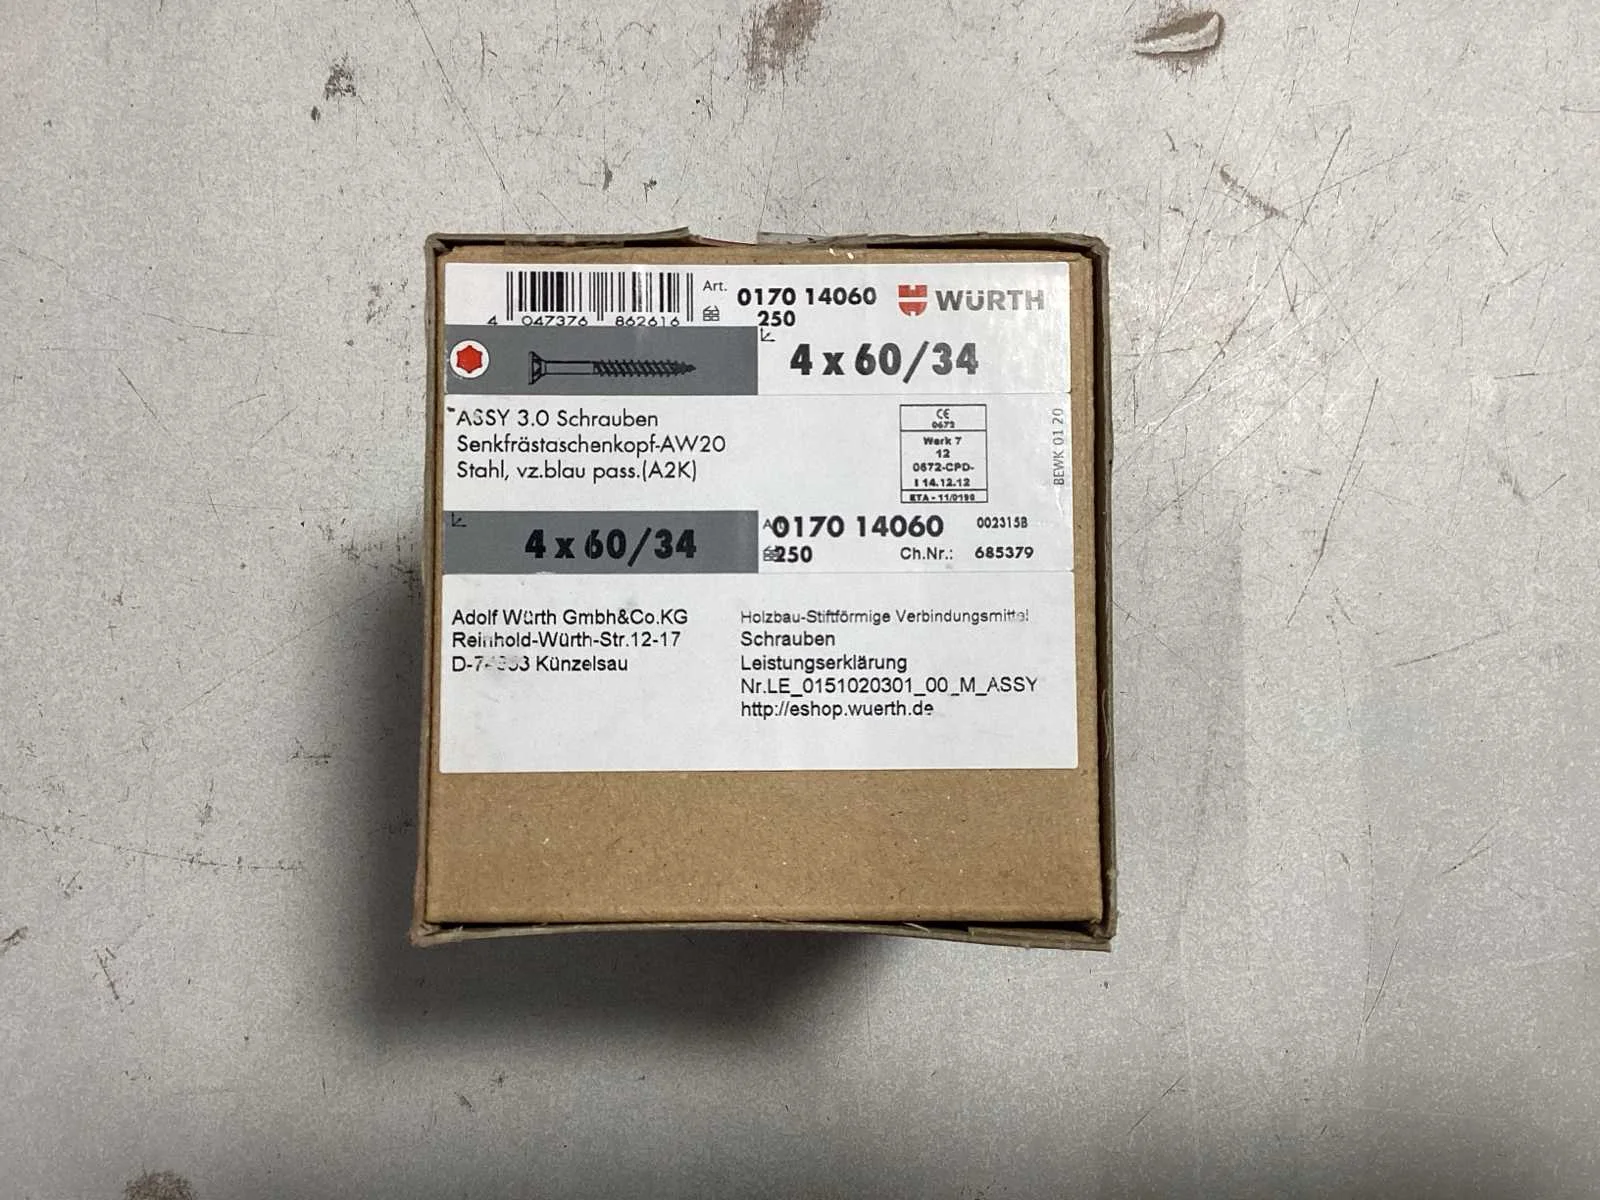 Art. 0170 14060 WÜRTH
4 047376 862616 250
4 x 60/34
ASSY 3.0 Schrauben
Senkfrästaschenkopf-AW20
Stahl, vz.blau pass.(A2K)
CE
0672
Werk 7
12
0672-CPD-
I 14.12.12
ETA - 11/0190
BEWK 01 20
4 x 60/34
0170 14060 002315B
250 Ch.Nr.: 685379
Adolf Würth Gmbh&Co.KG
Reinhold-Würth-Str.12-17
Künzelsau
Holzbau-Stiftförmige Verbindungsmittel
Schrauben
Leistungserklärung
Nr.LE_0151020301_00_M_ASSY
http://eshop.wuerth.de